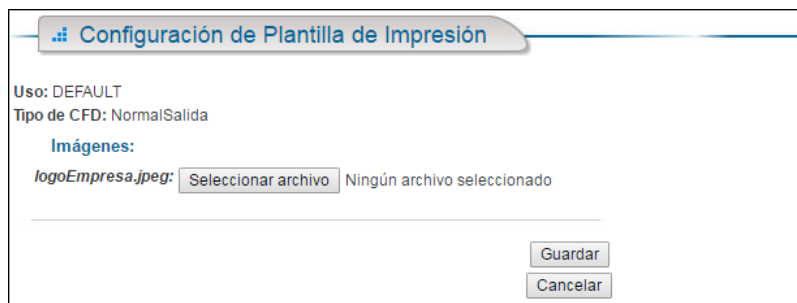 Configuración de Plantilla de Impresión
Uso: DEFAULT
Tipo de CFD: NormalSalida
Imágenes:
logoEmpresa.jpeg: Seleccionar archivo Ningún archivo seleccionado
Guardar
Cancelar